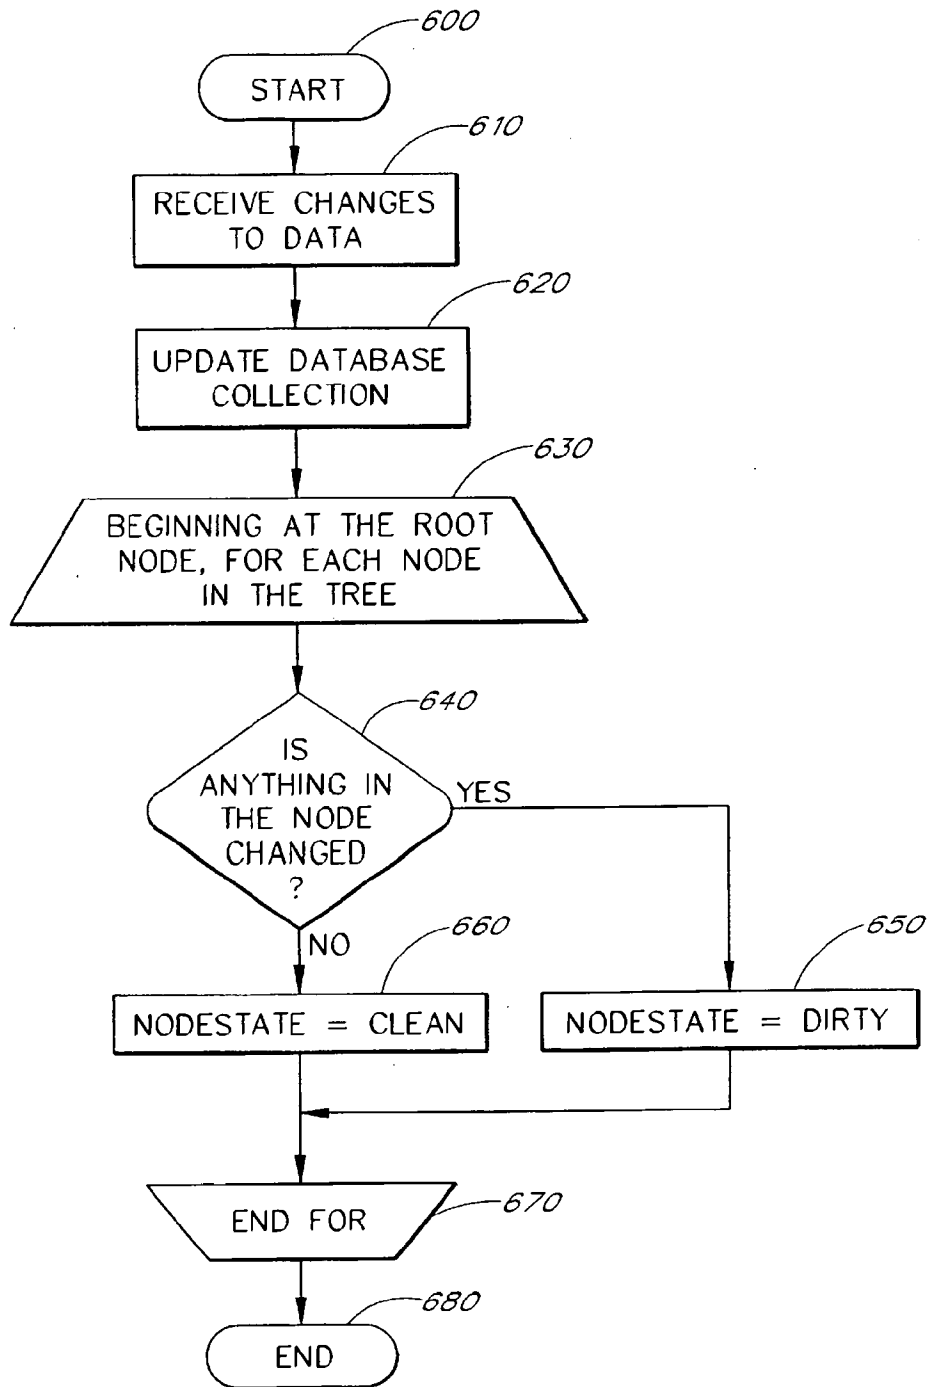 600
START
610
RECEIVE CHANGES
TO DATA
620
UPDATE DATABASE
COLLECTION
630
BEGINNING AT THE ROOT
NODE, FOR EACH NODE
IN THE TREE
640
IS
ANYTHING IN
THE NODE
CHANGED
?
YES
NO
660
NODESTATE = CLEAN
650
NODESTATE = DIRTY
670
END FOR
680
END